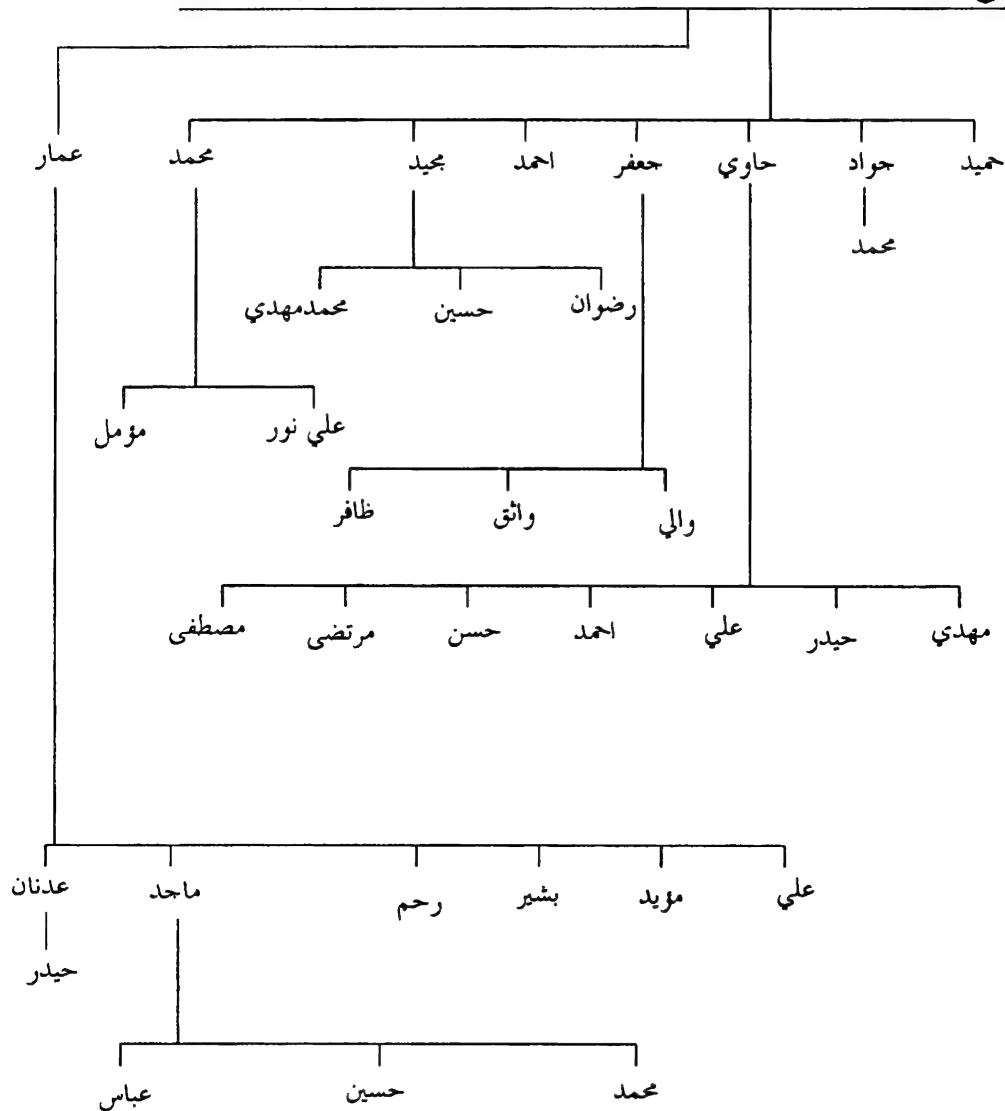 حميد جواد حاوي جعفر احمد مجيد محمد عمار
محمد
رضوان حسين محمدمهدي
علي نور مؤمل
والي واثق ظافر
مهدي حيدر علي احمد حسن مرتضى مصطفى
علي مؤيد بشير رحم ماجد عدنان
حيدر
محمد حسين عباس